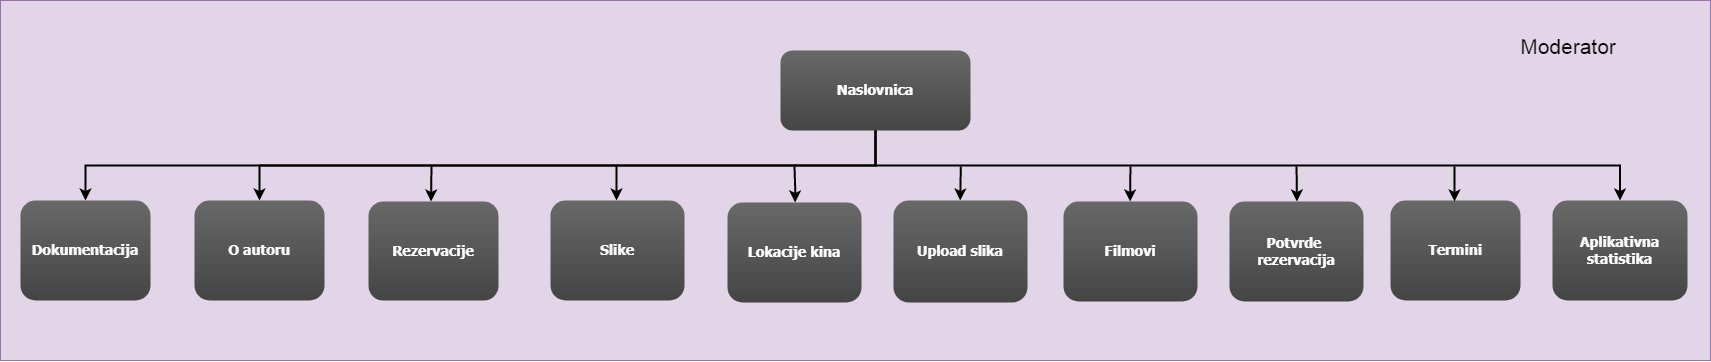 Moderator
Naslovnica
Dokumentacija
O autoru
Rezervacije
Slike
Lokacije kina
Upload slika
Filmovi
Potvrde
rezervacija
Termini
Aplikativna
statistika